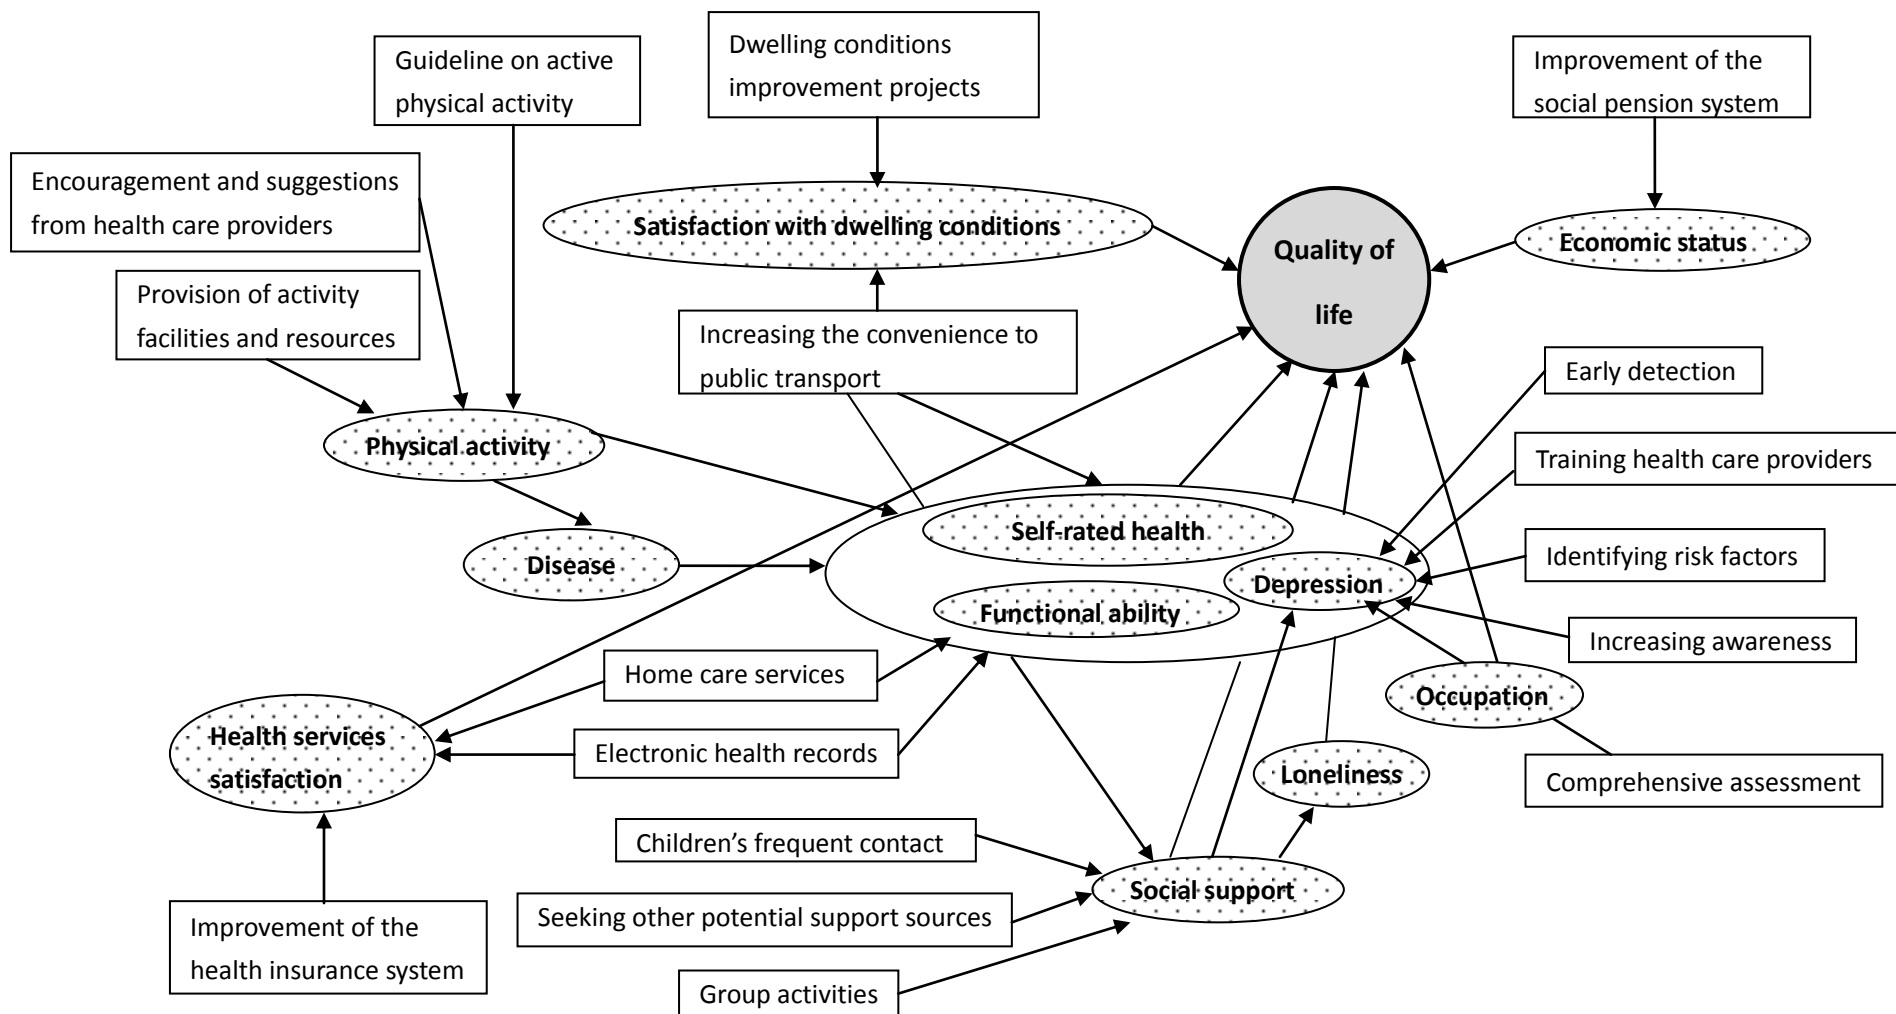 Guideline on active
physical activity
Dwelling conditions
improvement projects
Improvement of the
social pension system
Encouragement and suggestions
from health care providers
Satisfaction with dwelling conditions
Quality of
life
Economic status
Provision of activity
facilities and resources
Increasing the convenience to
public transport
Early detection
Physical activity
Training health care providers
Self-rated health
Disease
Depression
Identifying risk factors
Functional ability
Increasing awareness
Home care services
Occupation
Health services
satisfaction
Electronic health records
Loneliness
Comprehensive assessment
Children’s frequent contact
Social support
Seeking other potential support sources
Improvement of the
health insurance system
Group activities